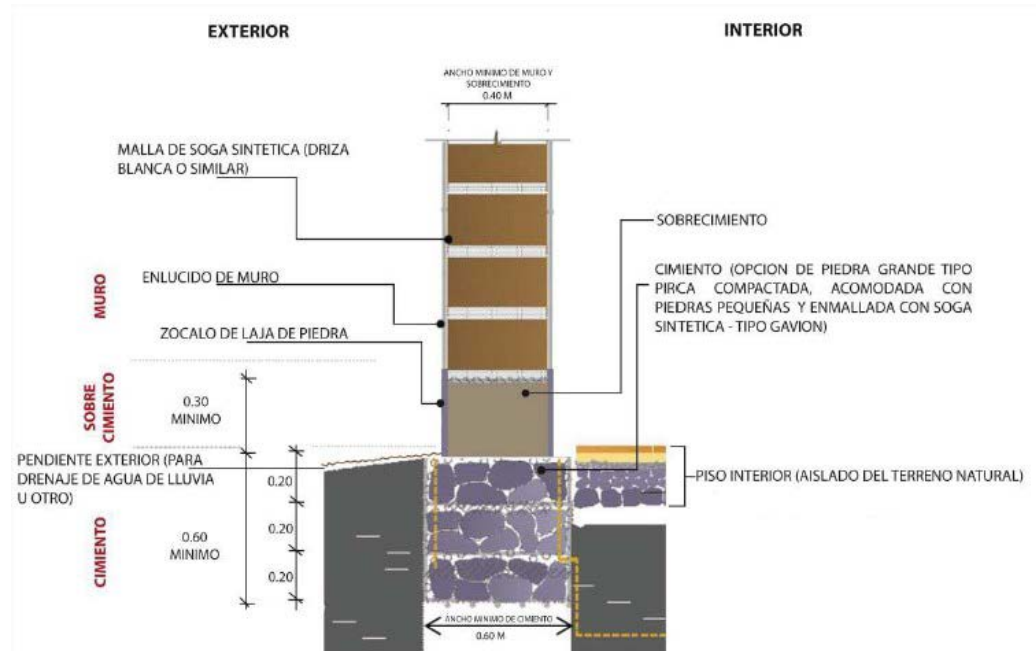 EXTERIOR
INTERIOR
ANCHO MINIMO DE MURO Y
SOBRECIMIENTO
0.40 M
MALLA DE SOGA SINTETICA (DRIZA
BLANCA O SIMILAR)
SOBRECIMIENTO
ENLUCIDO DE MURO
CIMIENTO (OPCION DE PIEDRA GRANDE TIPO
PIRCA COMPACTADA, ACOMODADA CON
PIEDRAS PEQUEÑAS Y ENMALLADA CON SOGA
SINTETICA - TIPO GAVION)
MURO
ZOCALO DE LAJA DE PIEDRA
SOBRE
CIMIENTO
0.30
MINIMO
PENDIENTE EXTERIOR (PARA
DRENAJE DE AGUA DE LLUVIA
U OTRO)
0.20
PISO INTERIOR (AISLADO DEL TERRENO NATURAL)
CIMIENTO
0.60
MINIMO
0.20
0.20
ANCHO MINIMO DE CIMIENTO
0.60 M